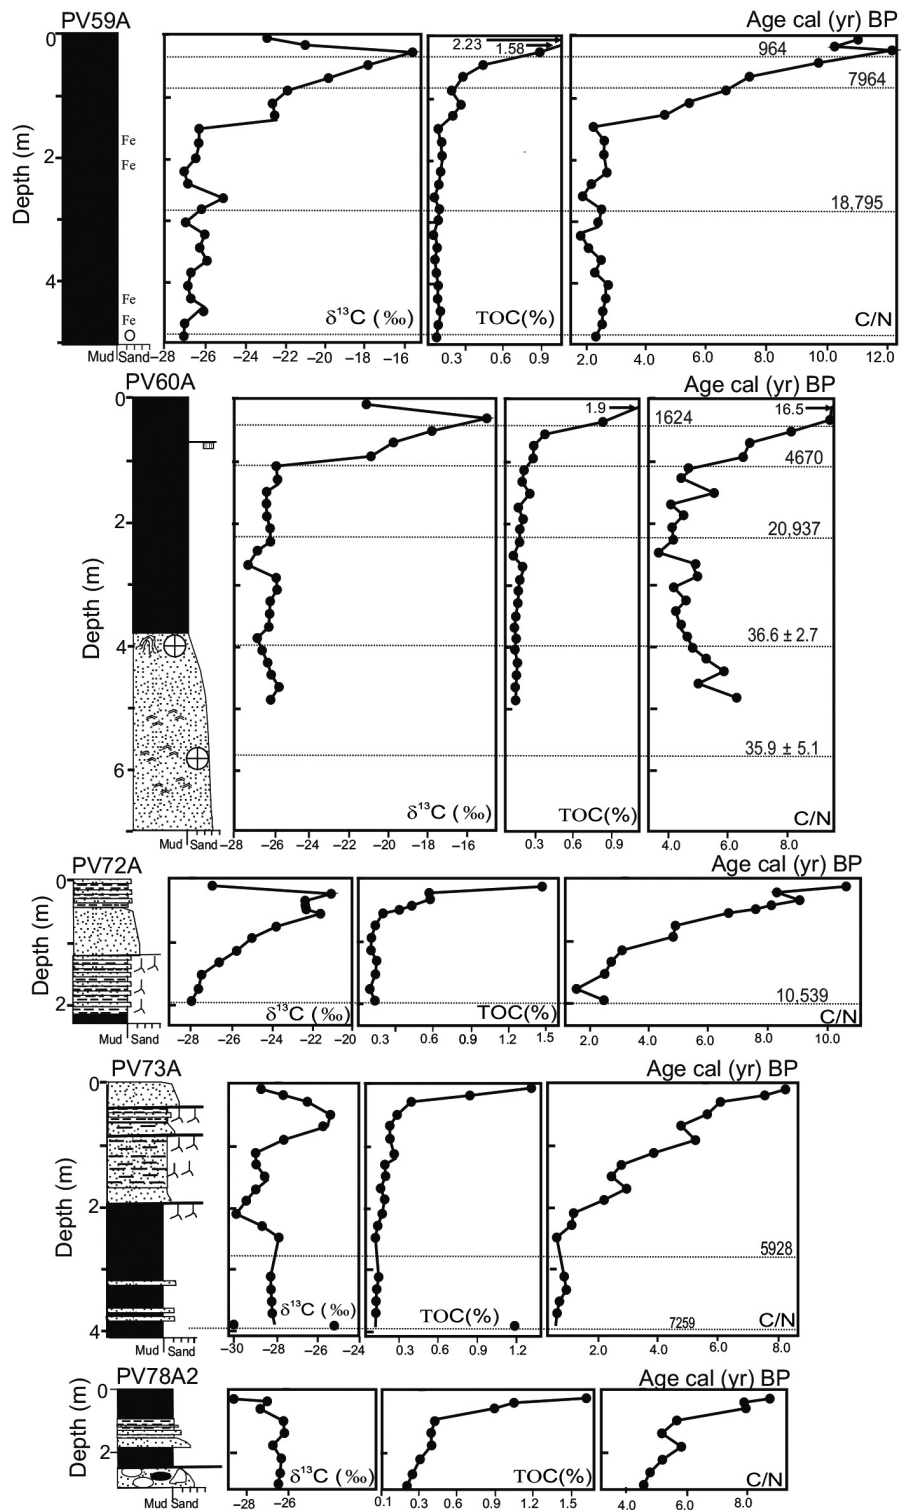 PV59A Age cal (yr) BP
0 2.23 1.58 964
7964
Fe
2 Fe
18,795
4
Fe
Fe
O δ¹³C (‰) TOC(%) C/N
Mud Sand -28 -26 -24 -22 -20 -18 -16 0.3 0.6 0.9 2.0 4.0 6.0 8.0 10.0 12.0
Depth (m)
PV60A Age cal (yr) BP
0 1.9 1624 16.5
4670
2 20,937
4 36.6 ± 2.7
35.9 ± 5.1
6
δ¹³C (‰) TOC(%) C/N
Mud Sand -28 -26 -24 -22 -20 -18 -16 0.3 0.6 0.9 4.0 6.0 8.0
Depth (m)
PV72A Age cal (yr) BP
0
2 10,539
δ¹³C (‰) TOC(%) C/N
Mud Sand -28 -26 -24 -22 -20 0.3 0.6 0.9 1.2 1.5 2.0 4.0 6.0 8.0 10.0
Depth (m)
PV73A Age cal (yr) BP
0
2
5928
δ¹³C (‰) TOC(%) 7259 C/N
4
Mud Sand -30 -28 -26 -24 0.3 0.6 0.9 1.2 2.0 4.0 6.0 8.0
Depth (m)
PV78A2 Age cal (yr) BP
0
2
δ¹³C (‰) TOC(%) C/N
Mud Sand -28 -26 0.1 0.3 0.6 0.9 1.2 1.5 4.0 6.0 8.0
Depth (m)